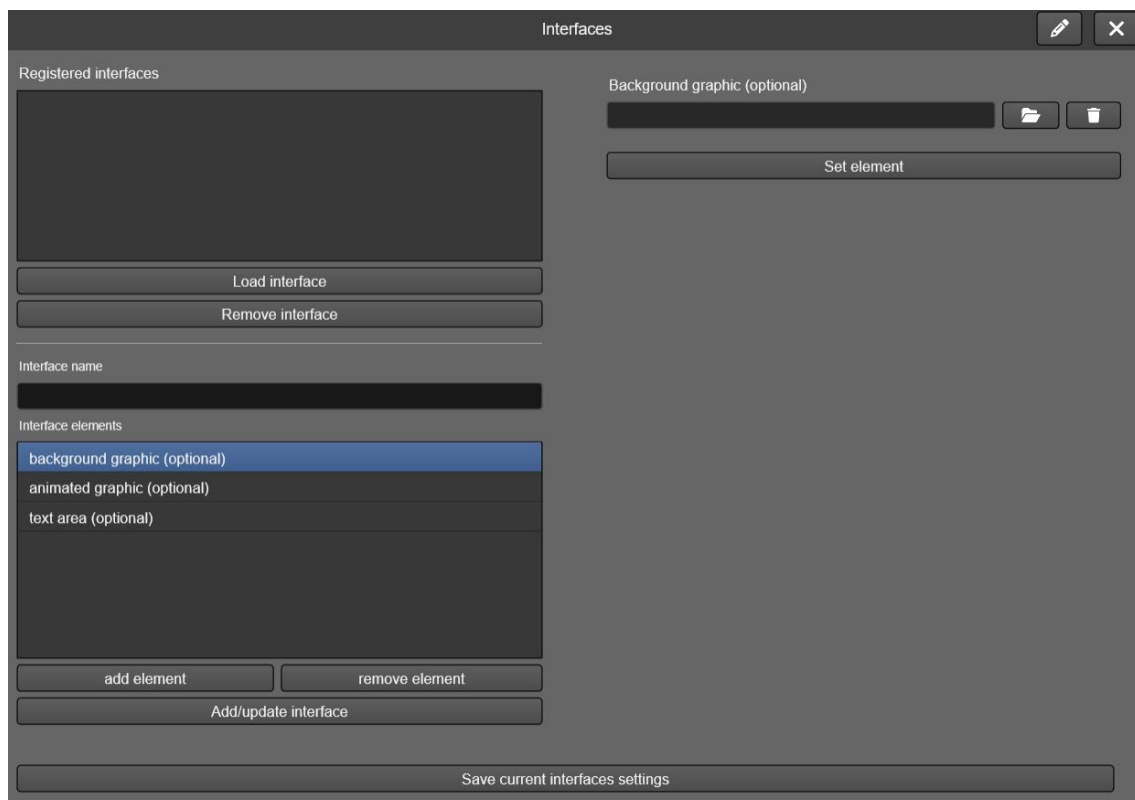 Interfaces
Registered interfaces
Load interface
Remove interface
Interface name
Interface elements
background graphic (optional)
animated graphic (optional)
text area (optional)
add element
remove element
Add/update interface
Background graphic (optional)
Set element
Save current interfaces settings